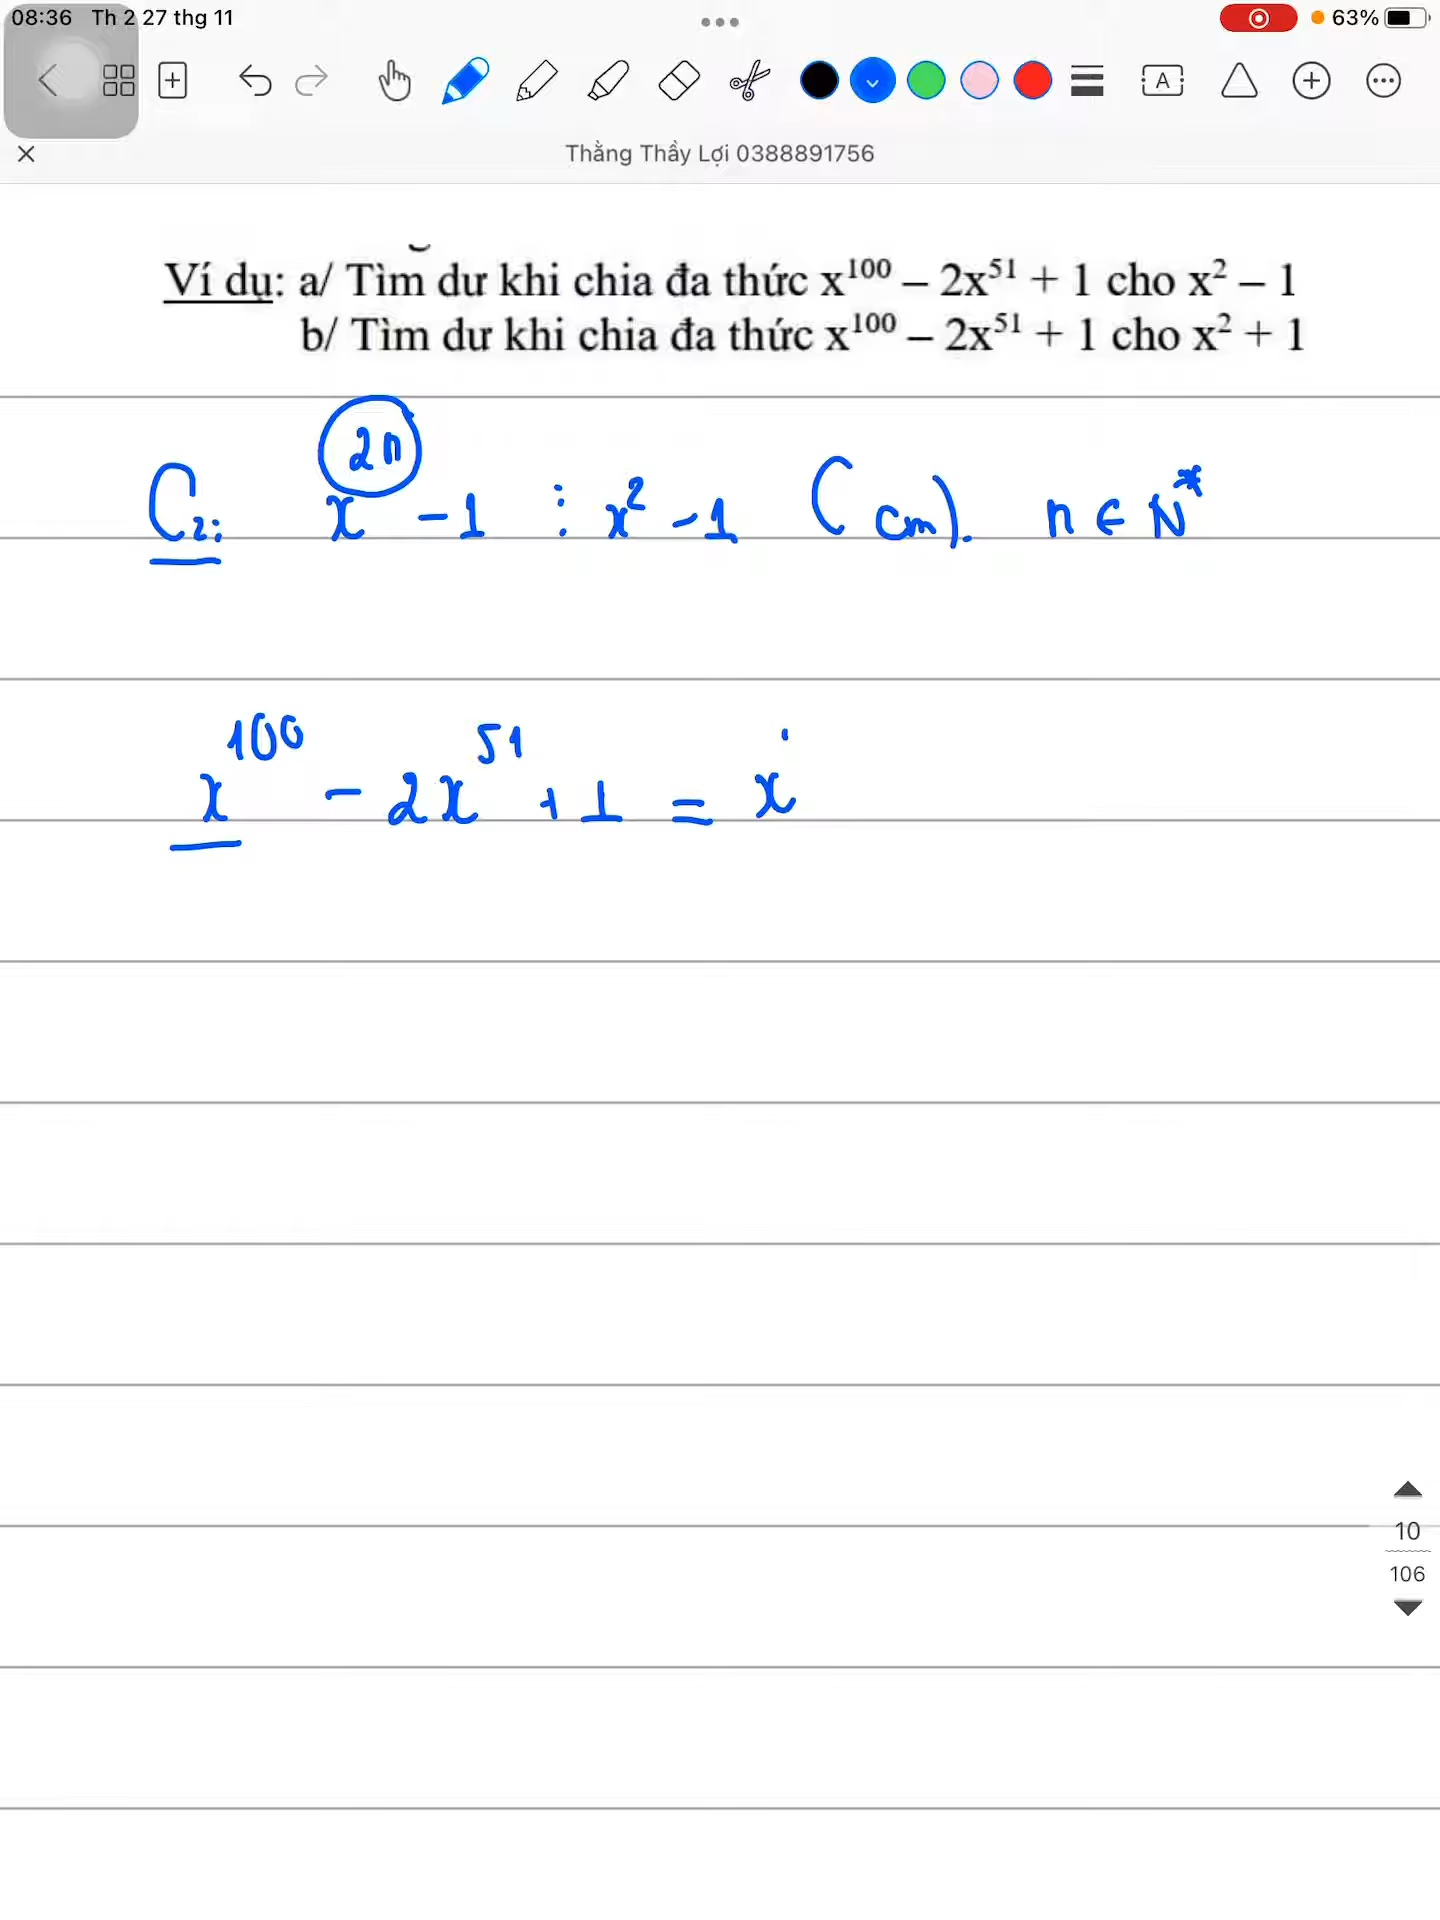 08:36 Th 2 27 thg 11 63%
A
Thằng Thầy Lợi 0388891756
Ví dụ: a/ Tìm dư khi chia đa thức x¹⁰⁰ – 2x⁵¹ + 1 cho x² – 1
b/ Tìm dư khi chia đa thức x¹⁰⁰ – 2x⁵¹ + 1 cho x² + 1
C₂: x²ⁿ - 1 ⋮ x² - 1 (cm). n ∈ N*
x¹⁰⁰ - 2x⁵¹ + 1 = x
10
106